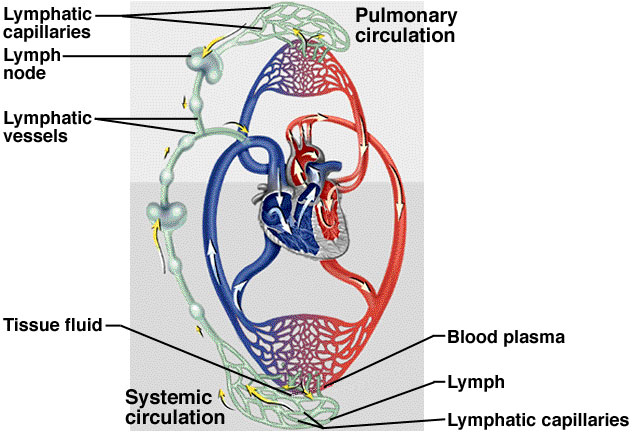 Lymphatic
capillaries
Pulmonary
circulation
Lymph
node
Lymphatic
vessels
Tissue fluid
Blood plasma
Lymph
Systemic
circulation
Lymphatic capillaries